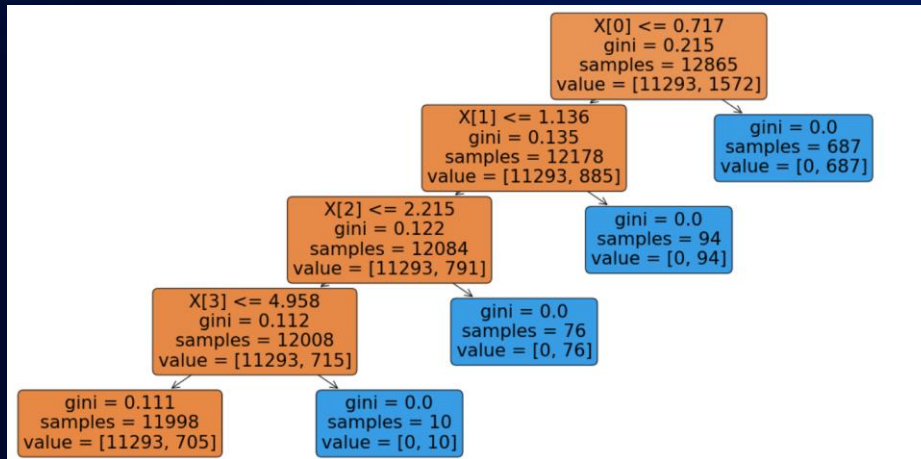 X[0] <= 0.717
gini = 0.215
samples = 12865
value = [11293, 1572]
X[1] <= 1.136
gini = 0.135
samples = 12178
value = [11293, 885]
gini = 0.0
samples = 687
value = [0, 687]
X[2] <= 2.215
gini = 0.122
samples = 12084
value = [11293, 791]
gini = 0.0
samples = 94
value = [0, 94]
X[3] <= 4.958
gini = 0.112
samples = 12008
value = [11293, 715]
gini = 0.0
samples = 76
value = [0, 76]
gini = 0.111
samples = 11998
value = [11293, 705]
gini = 0.0
samples = 10
value = [0, 10]